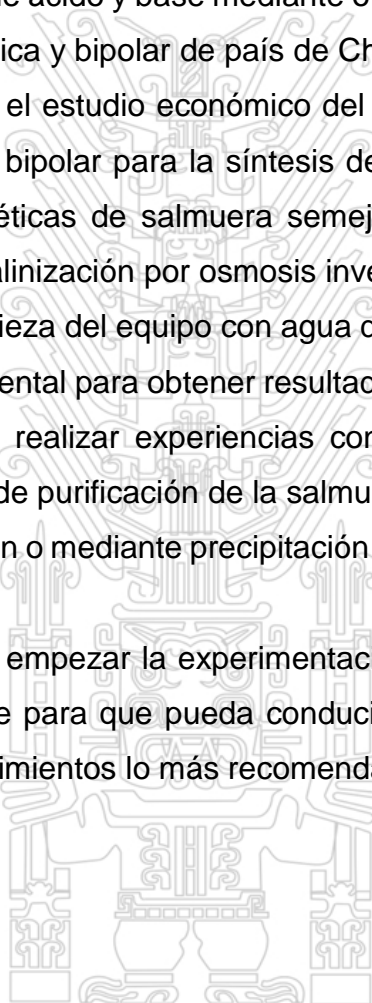 e ácido y base mediante o
ica y bipolar de país de Ch
el estudio económico del
bipolar para la síntesis de
éticas de salmuera semej
alinización por osmosis inve
ieza del equipo con agua d
ental para obtener resultad
realizar experiencias con
de purificación de la salmu
n o mediante precipitación
empezar la experimentac
e para que pueda conduci
imientos lo más recomenda